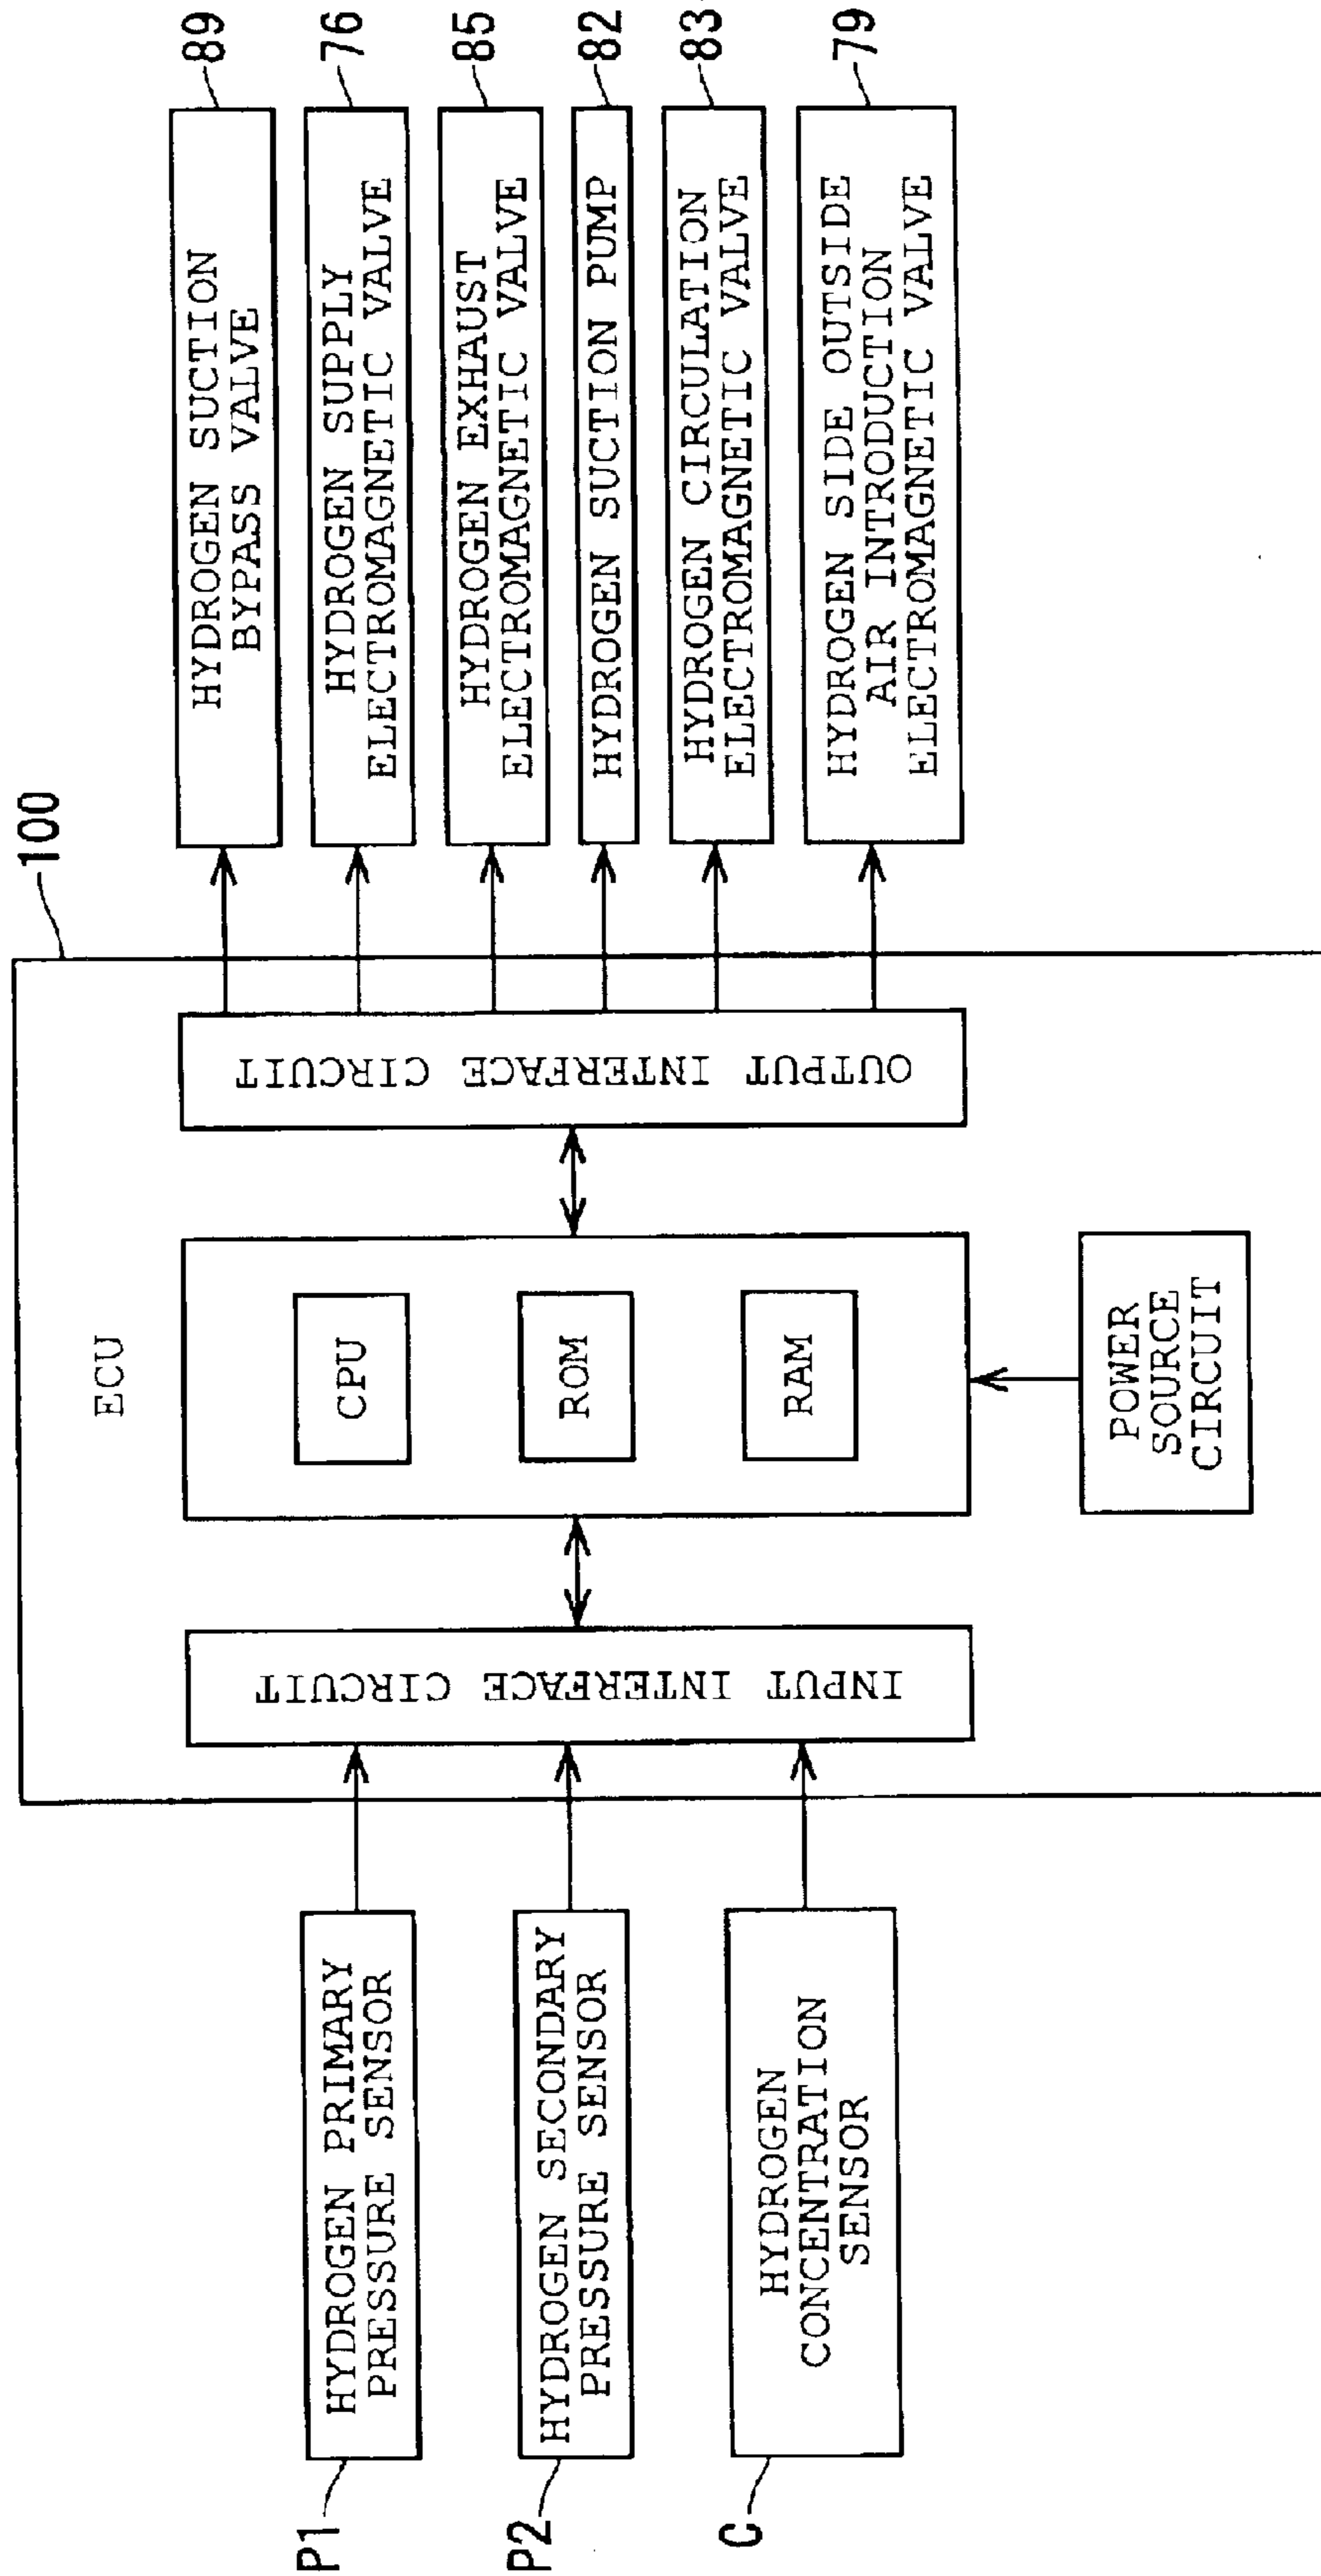 P1
HYDROGEN PRIMARY
PRESSURE SENSOR
P2
HYDROGEN SECONDARY
PRESSURE SENSOR
C
HYDROGEN
CONCENTRATION
SENSOR
100
ECU
INPUT INTERFACE CIRCUIT
CPU
ROM
RAM
POWER
SOURCE
CIRCUIT
OUTPUT INTERFACE CIRCUIT
HYDROGEN SUCTION
BYPASS VALVE
89
HYDROGEN SUPPLY
ELECTROMAGNETIC VALVE
76
HYDROGEN EXHAUST
ELECTROMAGNETIC VALVE
85
HYDROGEN SUCTION PUMP
82
HYDROGEN CIRCULATION
ELECTROMAGNETIC VALVE
83
HYDROGEN SIDE OUTSIDE
AIR INTRODUCTION
ELECTROMAGNETIC VALVE
79